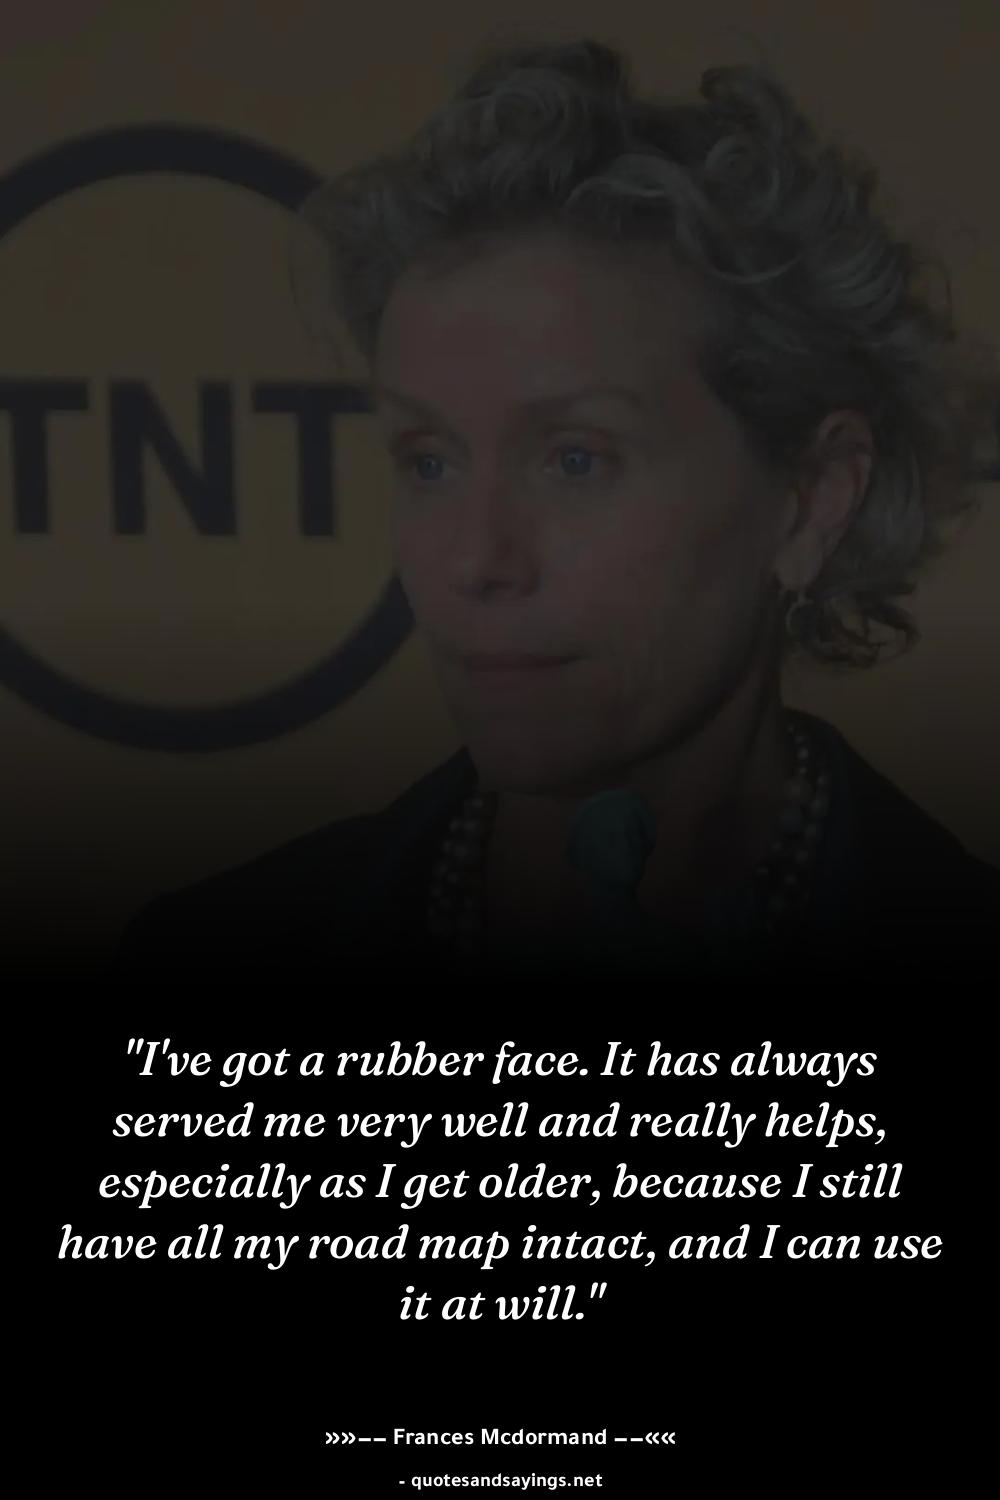 TNT
"I've got a rubber face. It has always
served me very well and really helps,
especially as I get older, because I still
have all my road map intact, and I can use
it at will."
»»–– Frances Mcdormand ––««
- quotesandsayings.net